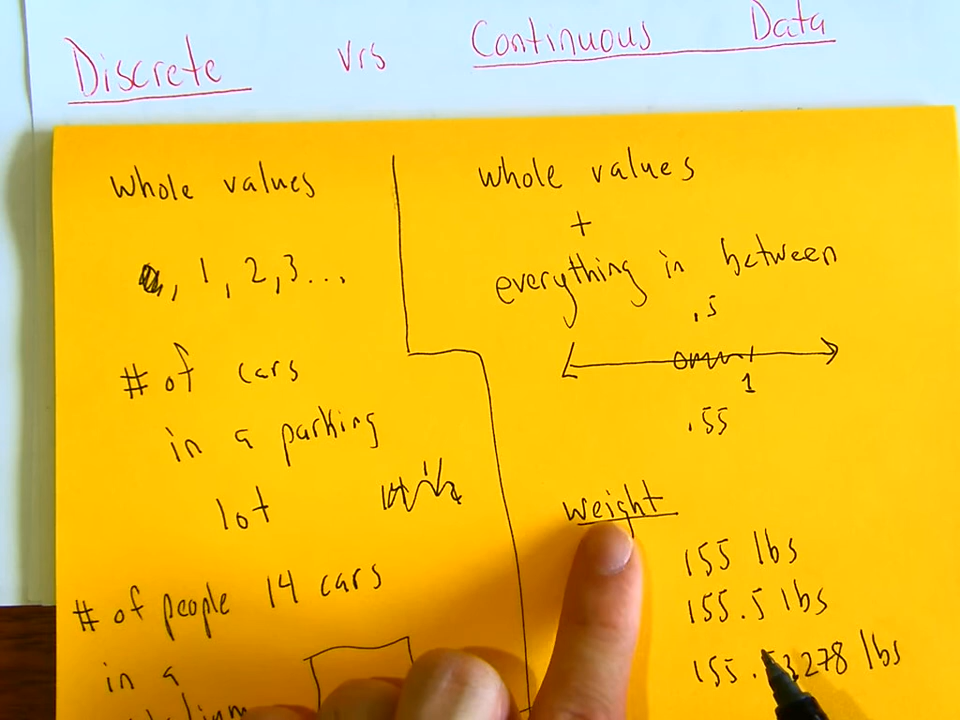 Discrete vrs Continuous Data
whole values
, 1, 2, 3...
# of cars
in a parking
lot
# of people 14 cars
in a
whole values
+
everything in between
.5
1
.55
weight
155 lbs
155.5 lbs
155.53278 lbs